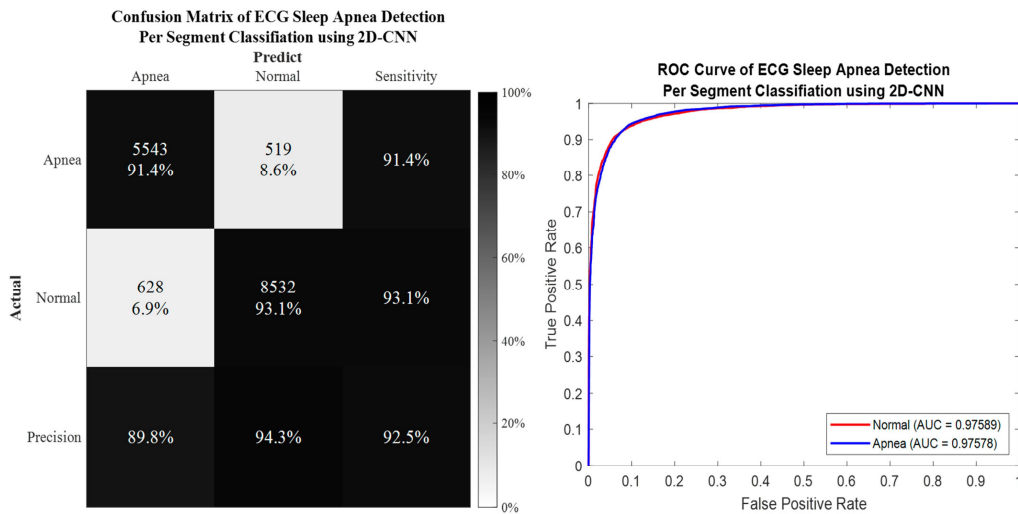 Confusion Matrix of ECG Sleep Apnea Detection
Per Segment Classifiation using 2D-CNN
Predict
Apnea Normal Sensitivity
Actual
Apnea
5543 519 91.4%
91.4% 8.6%
Normal
628 8532 93.1%
6.9% 93.1%
Precision 89.8% 94.3% 92.5%
100%
80%
60%
40%
20%
0%
ROC Curve of ECG Sleep Apnea Detection
Per Segment Classifiation using 2D-CNN
True Positive Rate
1
0.9
0.8
0.7
0.6
0.5
0.4
0.3
0.2
0.1
0
Normal (AUC = 0.97589)
Apnea (AUC = 0.97578)
0 0.1 0.2 0.3 0.4 0.5 0.6 0.7 0.8 0.9 1
False Positive Rate